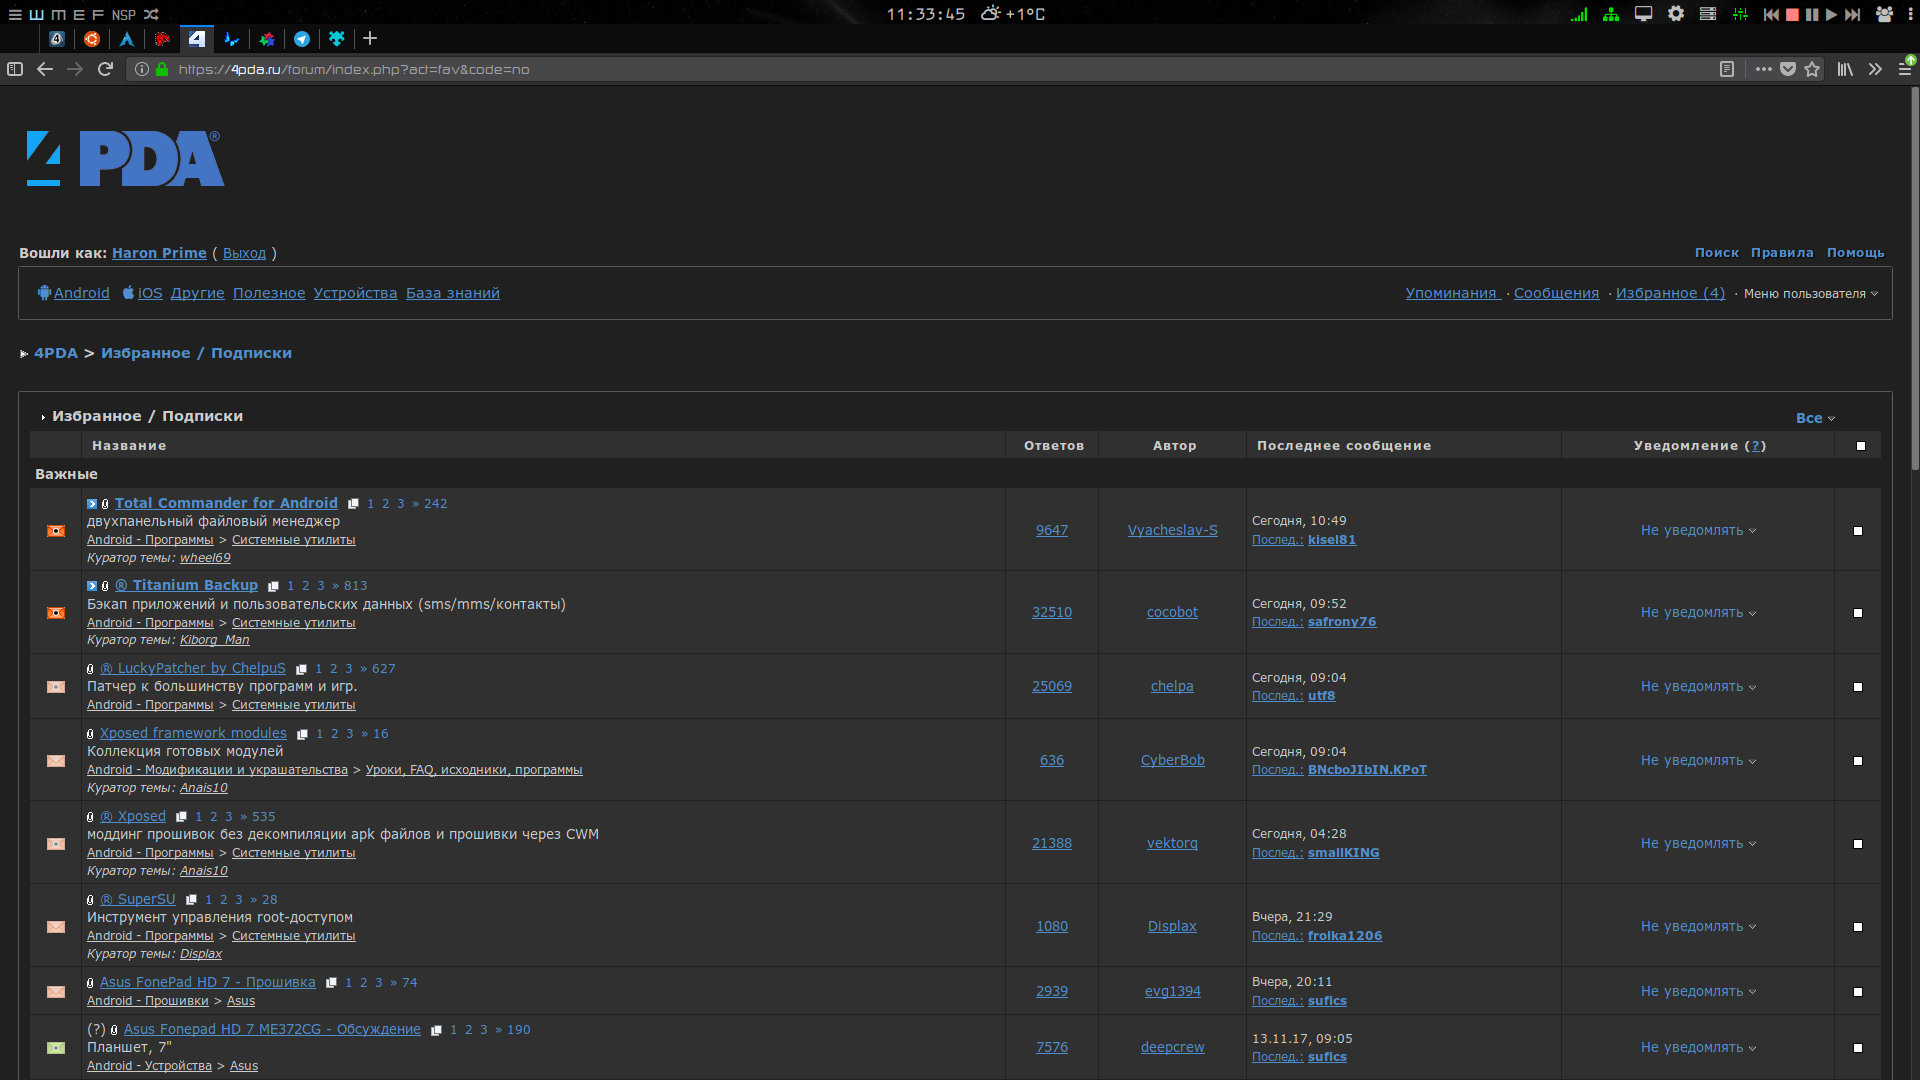 Ш M E F NSP 11:33:45 +1°C
https://4pda.ru/forum/index.php?act=fav&code=no
4 PDA®
Вошли как: Haron Prime ( Выход ) Поиск Правила Помощь
Android iOS Другие Полезное Устройства База знаний Упоминания · Сообщения · Избранное (4) · Меню пользователя
4PDA > Избранное / Подписки
Избранное / Подписки Все
Название Ответов Автор Последнее сообщение Уведомление (?)
Важные
Total Commander for Android 1 2 3 » 242
двухпанельный файловый менеджер
Android - Программы > Системные утилиты
Куратор темы: wheel69
9647 Vyacheslav-S
Сегодня, 10:49
Послед.: kisel81
Не уведомлять
® Titanium Backup 1 2 3 » 813
Бэкап приложений и пользовательских данных (sms/mms/контакты)
Android - Программы > Системные утилиты
Куратор темы: Kiborg_Man
32510 cocobot
Сегодня, 09:52
Послед.: safrony76
Не уведомлять
® LuckyPatcher by ChelpuS 1 2 3 » 627
Патчер к большинству программ и игр.
Android - Программы > Системные утилиты
25069 chelpa
Сегодня, 09:04
Послед.: utf8
Не уведомлять
Xposed framework modules 1 2 3 » 16
Коллекция готовых модулей
Android - Модификации и украшательства > Уроки, FAQ, исходники, программы
Куратор темы: Anais10
636 CyberBob
Сегодня, 09:04
Послед.: BNcboJIbIN.KPoT
Не уведомлять
® Xposed 1 2 3 » 535
моддинг прошивок без декомпиляции apk файлов и прошивки через CWM
Android - Программы > Системные утилиты
Куратор темы: Anais10
21388 vektorq
Сегодня, 04:28
Послед.: smallKING
Не уведомлять
® SuperSU 1 2 3 » 28
Инструмент управления root-доступом
Android - Программы > Системные утилиты
Куратор темы: Displax
1080 Displax
Вчера, 21:29
Послед.: frolka1206
Не уведомлять
Asus FonePad HD 7 - Прошивка 1 2 3 » 74
Android - Прошивки > Asus
2939 evg1394
Вчера, 20:11
Послед.: sufics
Не уведомлять
(?) Asus Fonepad HD 7 ME372CG - Обсуждение 1 2 3 » 190
Планшет, 7"
Android - Устройства > Asus
7576 deepcrew
13.11.17, 09:05
Послед.: sufics
Не уведомлять